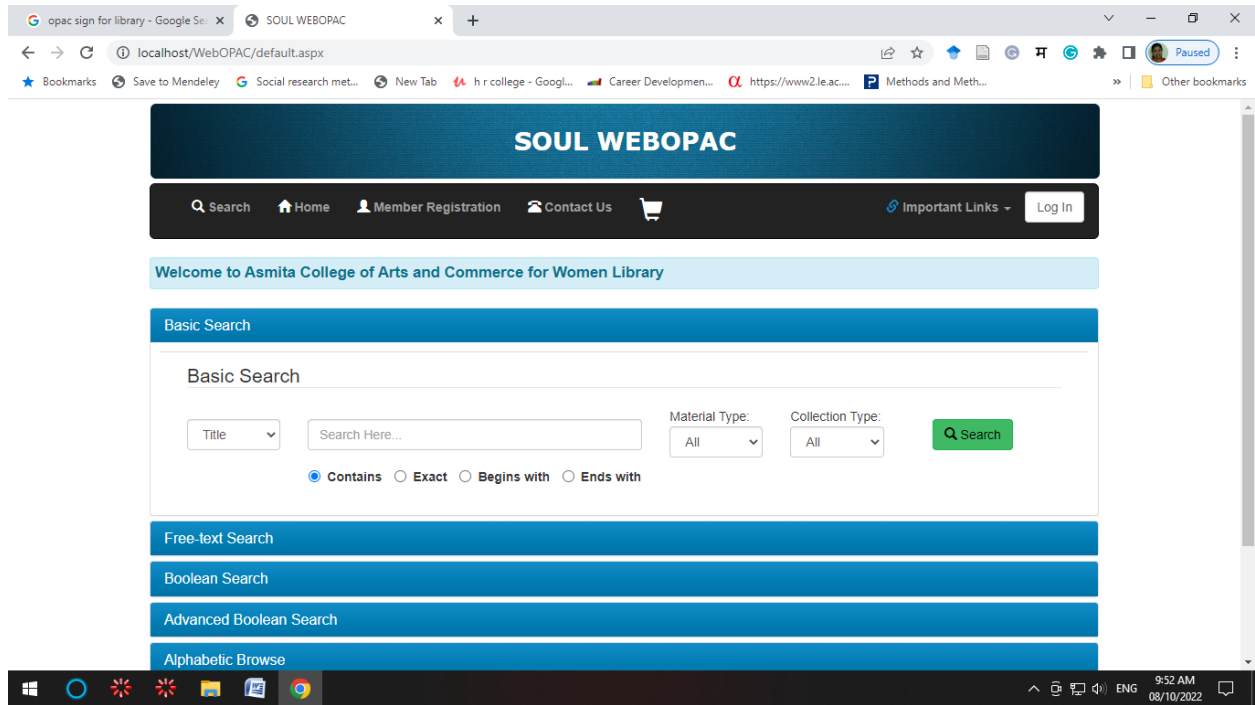 opac sign for library - Google Se
SOUL WEBOPAC
localhost/WebOPAC/default.aspx
Paused
Bookmarks Save to Mendeley Social research met... New Tab h r college - Googl... Career Developmen... https://www2.le.ac.... Methods and Meth... » Other bookmarks
SOUL WEBOPAC
Search Home Member Registration Contact Us Important Links Log In
Welcome to Asmita College of Arts and Commerce for Women Library
Basic Search
Basic Search
Material Type: Collection Type:
Title Search Here... All All Search
Contains Exact Begins with Ends with
Free-text Search
Boolean Search
Advanced Boolean Search
Alphabetic Browse
ENG
9:52 AM
08/10/2022